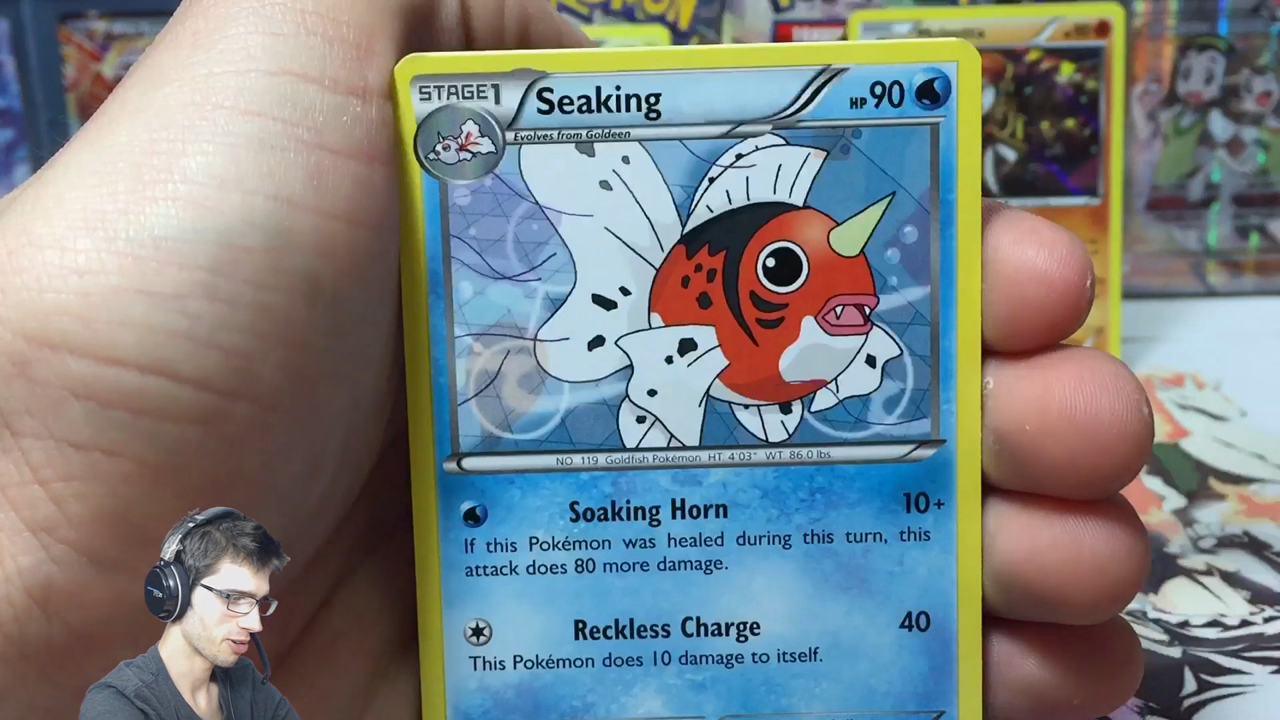 STAGE1
Seaking
HP90
Evolves from Goldeen
NO. 119 Goldfish Pokémon HT 4'03" WT 86.0 lbs.
Soaking Horn 10+
If this Pokémon was healed during this turn, this
attack does 80 more damage.
Reckless Charge 40
This Pokémon does 10 damage to itself.